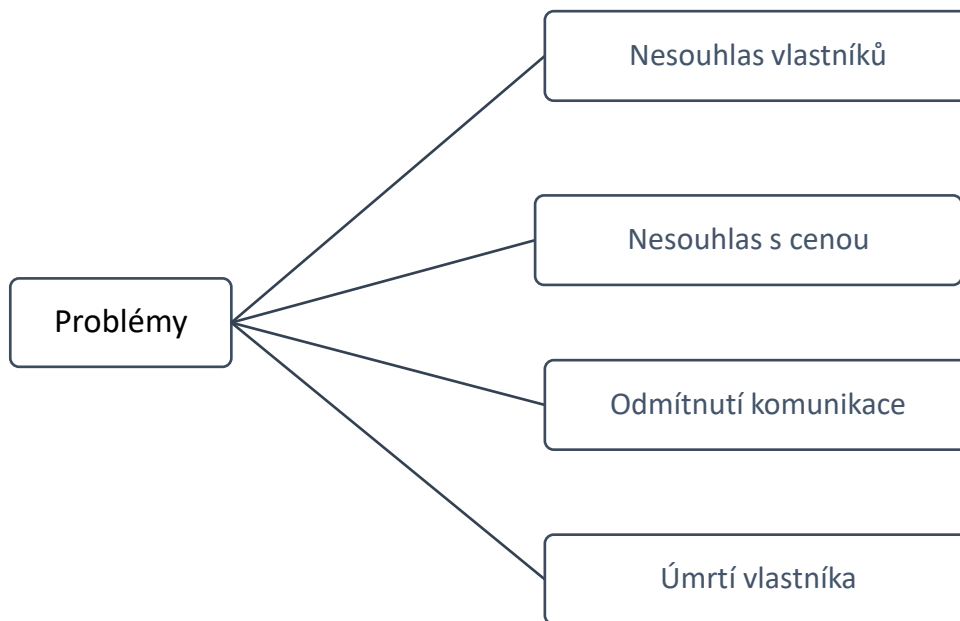 Nesouhlas vlastníků
Nesouhlas s cenou
Problémy
Odmítnutí komunikace
Úmrtí vlastníka